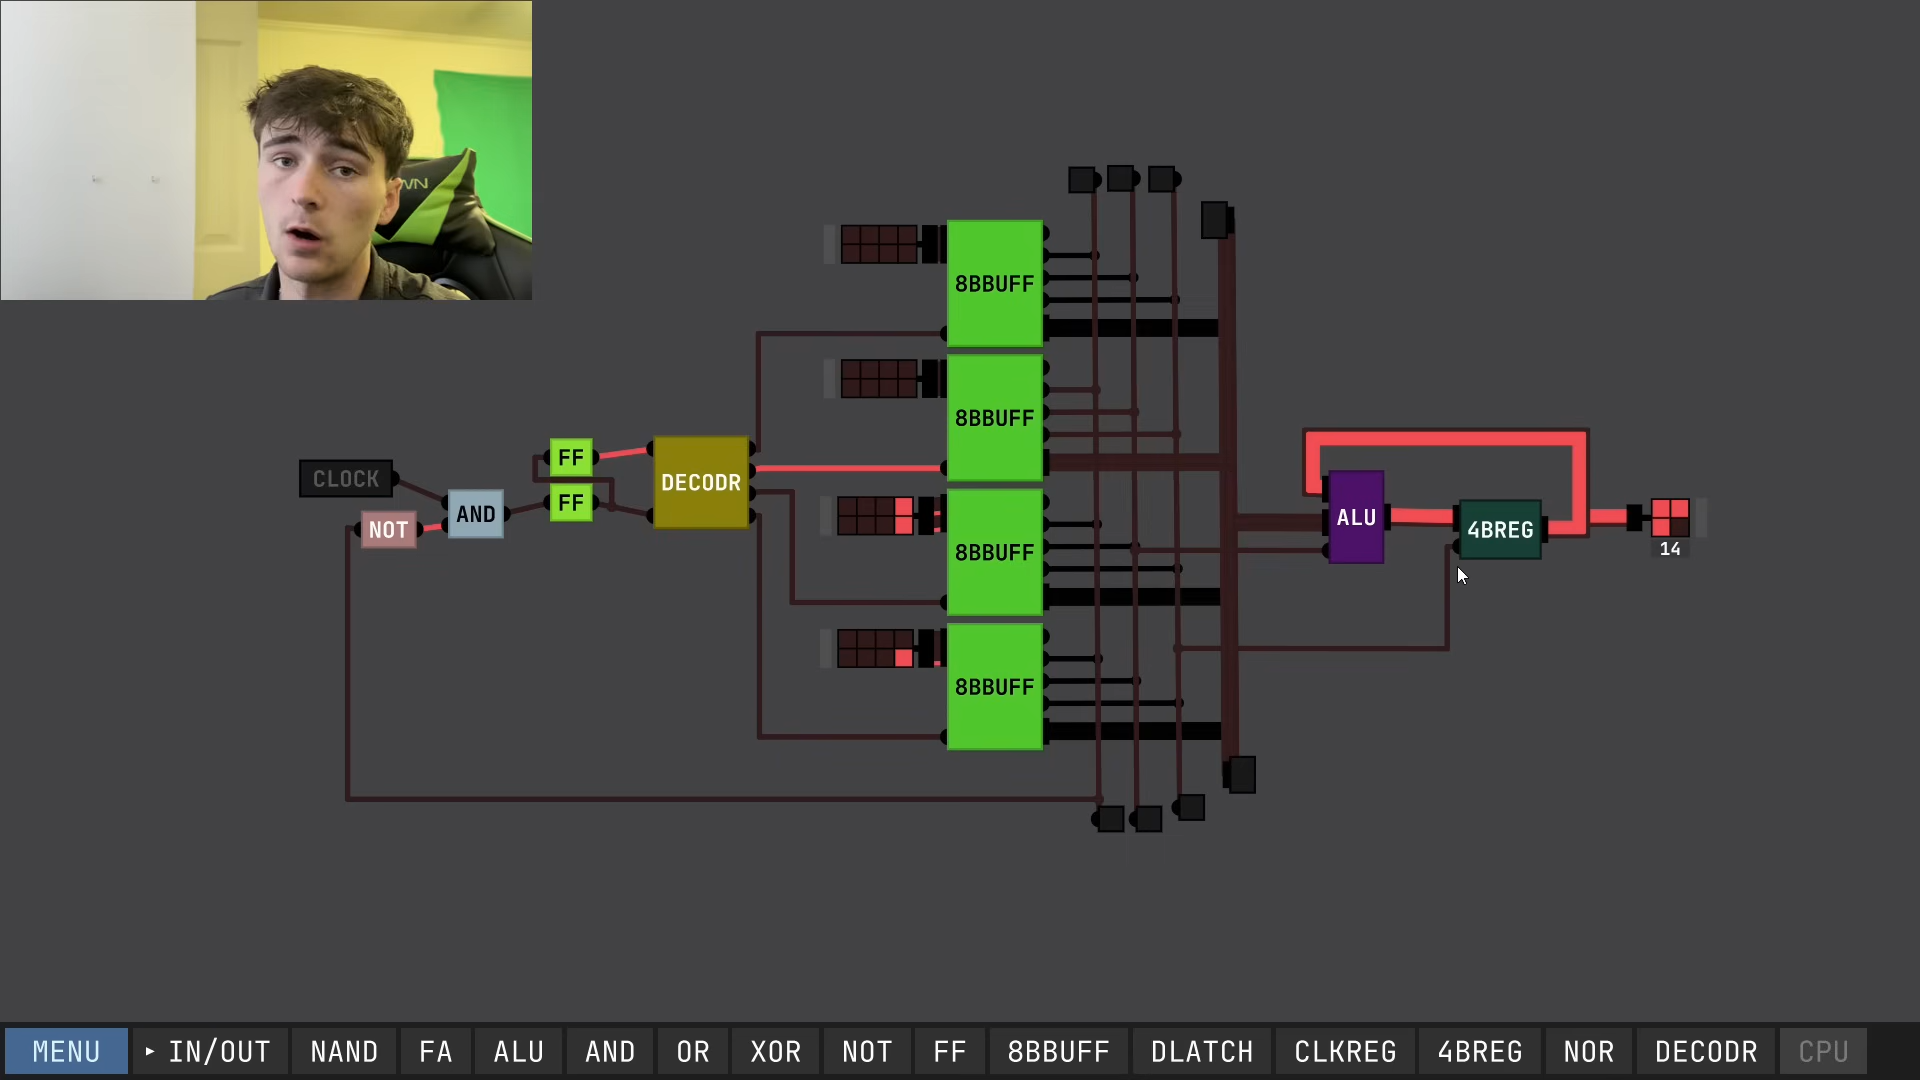 WN
8BBUFF
8BBUFF
FF
CLOCK
DECODR
FF
AND
NOT
ALU
4BREG
14
8BBUFF
8BBUFF
MENU
▸ IN/OUT
NAND
FA
ALU
AND
OR
XOR
NOT
FF
8BBUFF
DLATCH
CLKREG
4BREG
NOR
DECODR
CPU